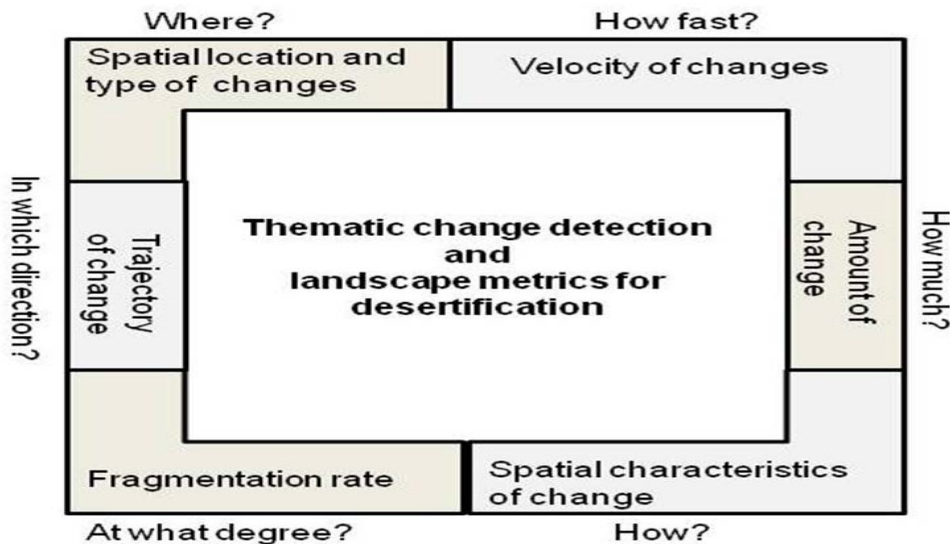 Where?
How fast?
Spatial location and
type of changes
Velocity of changes
In which direction?
Trajectory
of change
Thematic change detection
and
landscape metrics for
desertification
Amount of
change
How much?
Fragmentation rate
Spatial characteristics
of change
At what degree?
How?